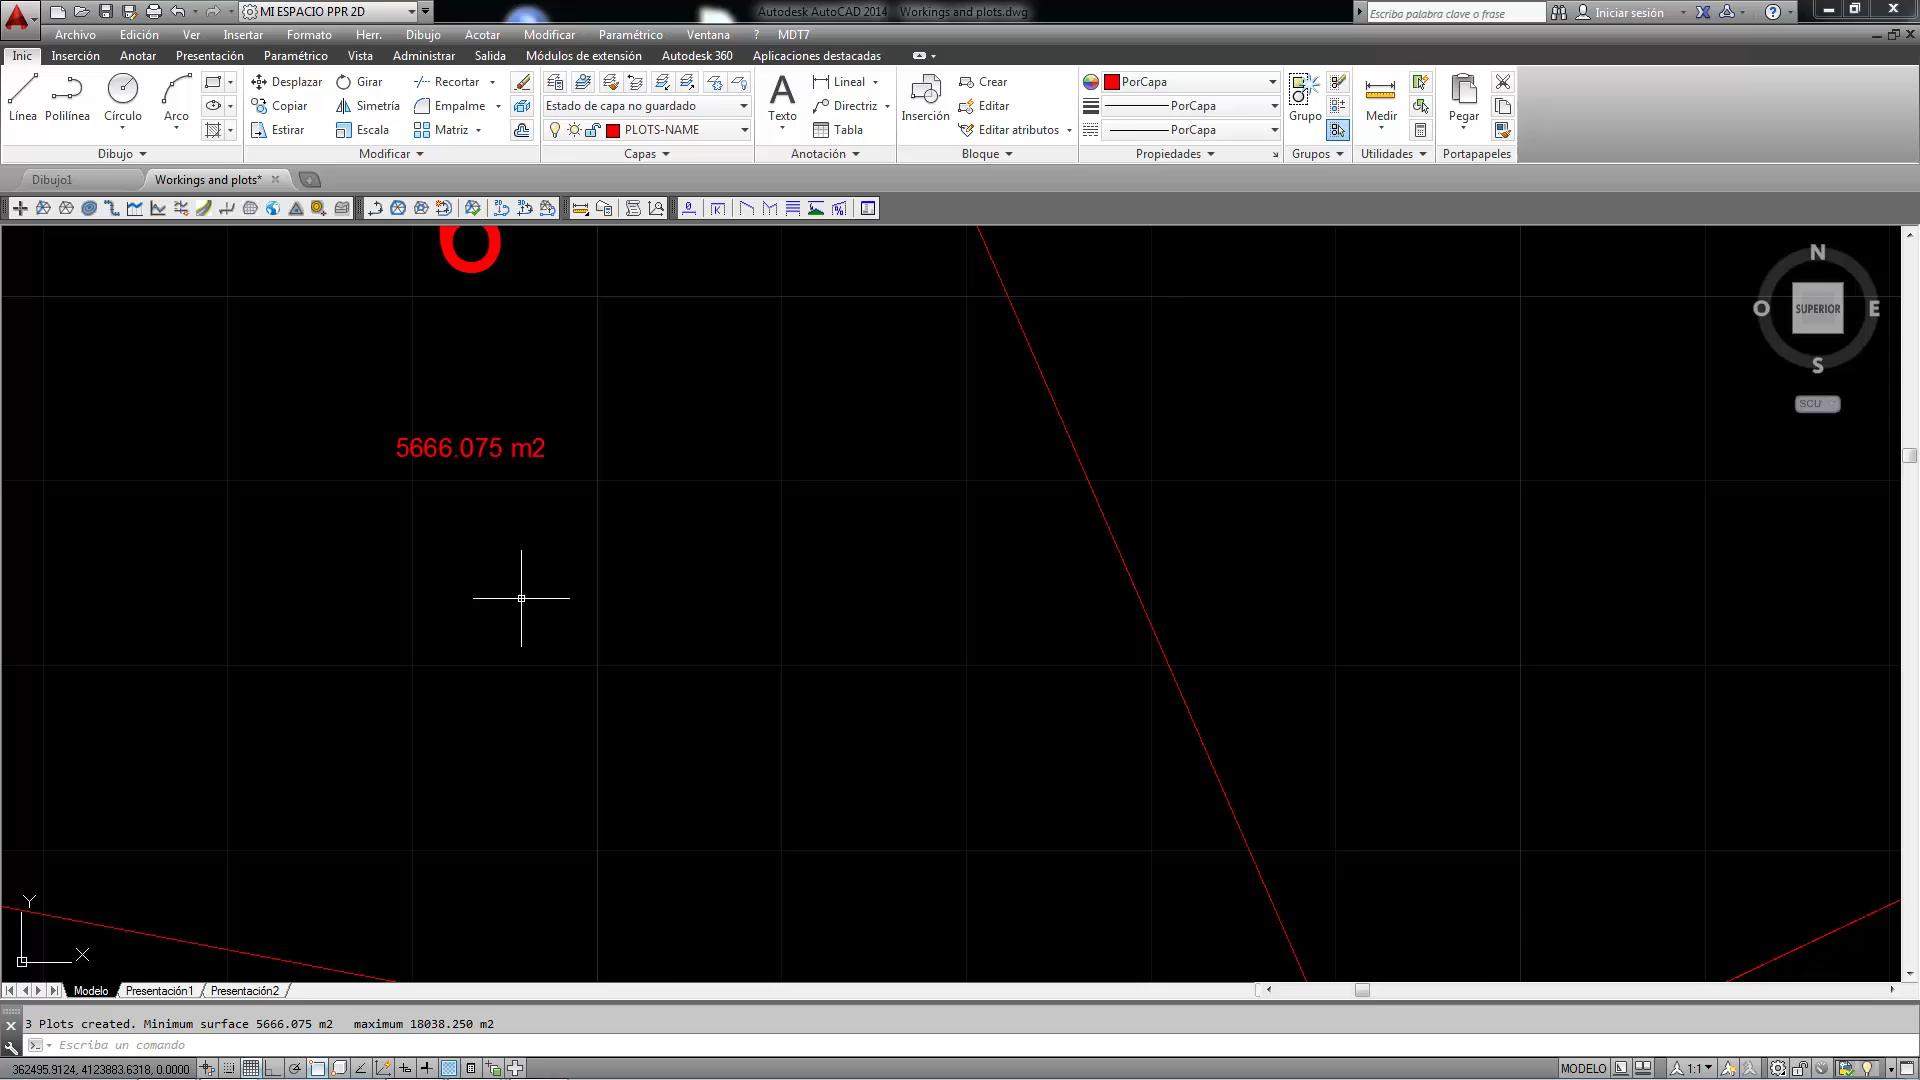 MI ESPACIO PPR 2D
Autodesk AutoCAD 2014 Workings and plots.dwg
Escriba palabra clave o frase
Iniciar sesión
Archivo Edición Ver Insertar Formato Herr. Dibujo Acotar Modificar Paramétrico Ventana ? MDT7
Inic Inserción Anotar Presentación Paramétrico Vista Administrar Salida Módulos de extensión Autodesk 360 Aplicaciones destacadas
Línea Polilínea Círculo Arco
Dibujo
Desplazar Girar Recortar
Copiar Simetría Empalme
Estirar Escala Matriz
Modificar
Estado de capa no guardado
PLOTS-NAME
Capas
Texto
Lineal
Directriz
Tabla
Anotación
Inserción
Crear
Editar
Editar atributos
Bloque
PorCapa
PorCapa
PorCapa
Propiedades
Grupo
Grupos
Medir
Utilidades
Pegar
Portapapeles
Dibujo1
Workings and plots*
N
O SUPERIOR E
S
SCU
5666.075 m2
Y
X
Modelo Presentación1 Presentación2
3 Plots created. Minimum surface 5666.075 m2 maximum 18038.250 m2
Escriba un comando
362495.9124, 4123883.6318, 0.0000
MODELO
1:1